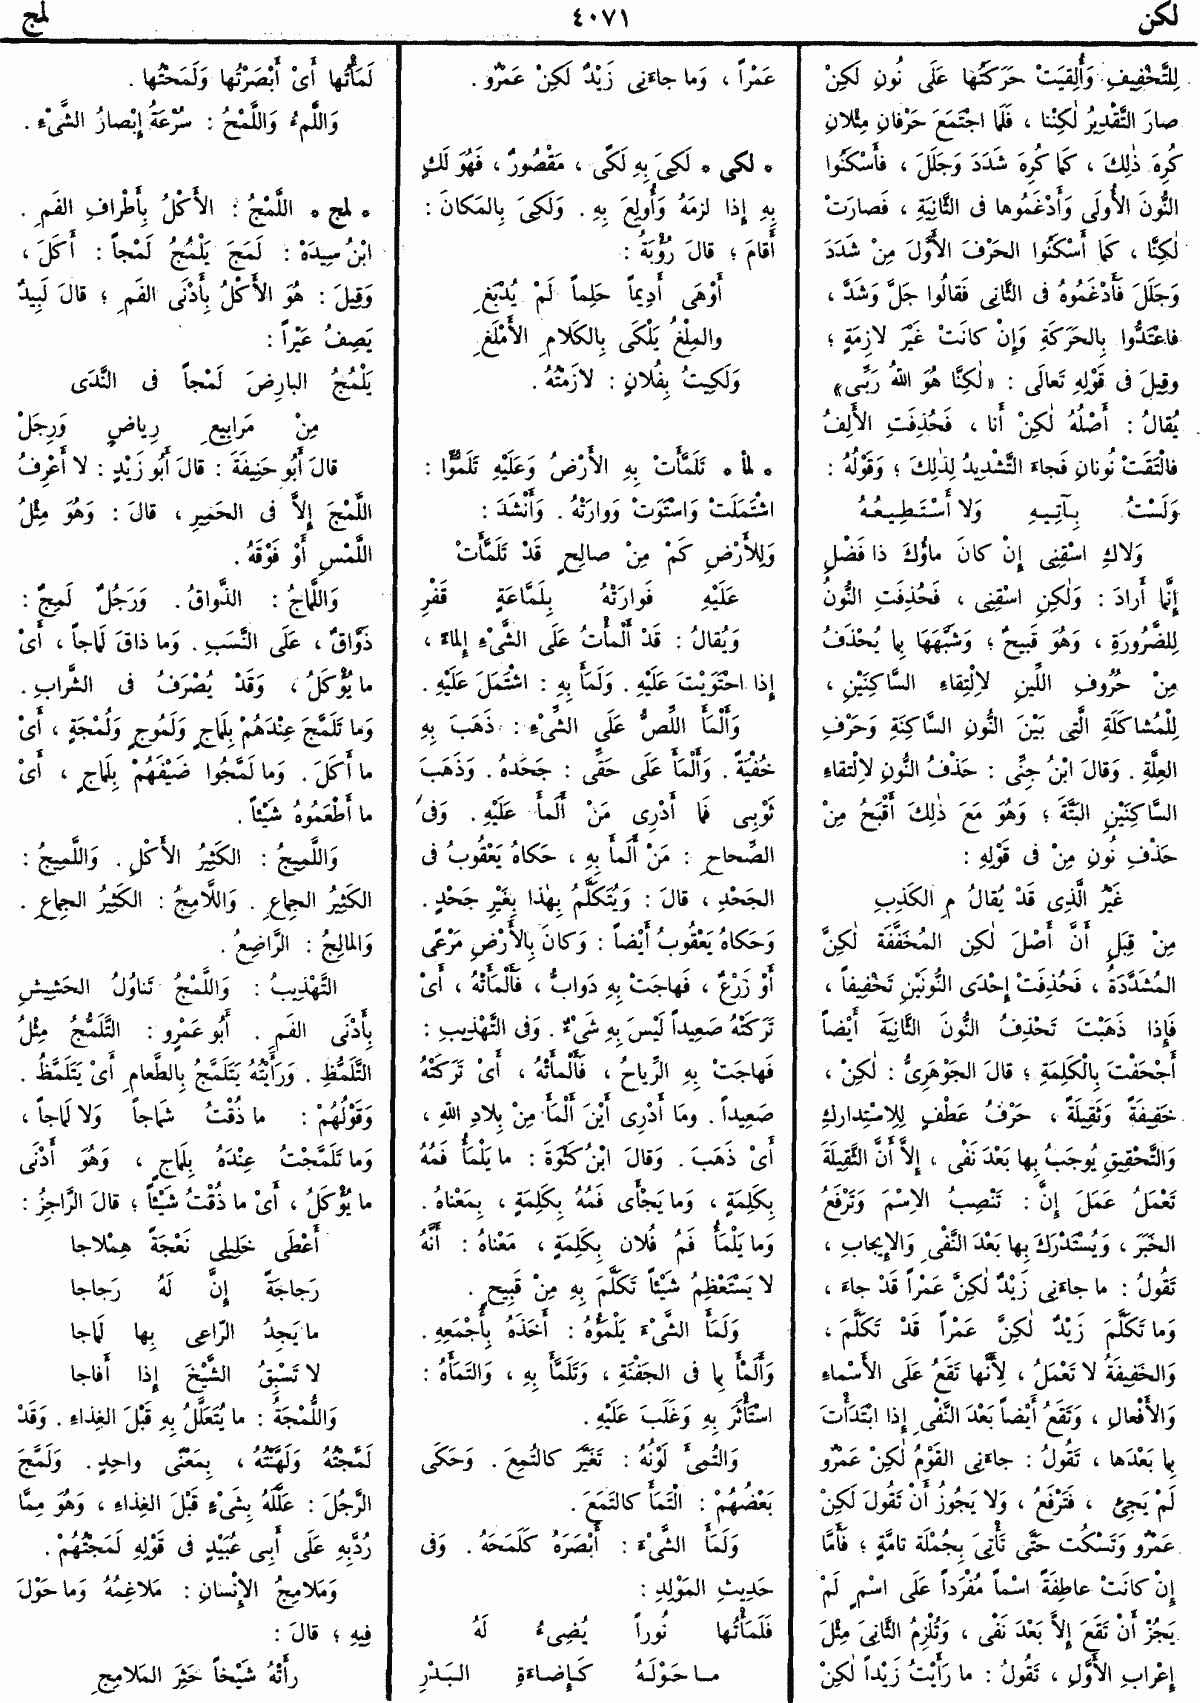 لكن
٤٠٧١
لمج
لِلتَّخْفِيفِ وَأُلْقِيَتْ حَرَكَتُها عَلَى نُونِ لَكِنْ
صارَ التَّقْدِيرُ لٰكِنْنا ، فَلَمَّا اجْتَمَعَ حَرْفانِ مِثْلانِ
كُرِهَ ذٰلِكَ ، كَما كُرِهَ شَدَدَ وَجَلَلَ ، فَأَسْكَنُوا
النُّونَ الأُولَى وَأَدْغَمُوها فى الثَّانِيَةِ ، فَصارَتْ
لٰكِنَّا ، كَما أَسْكَنُوا الحَرْفَ الأَوَّلَ مِنْ شَدَدَ
وَجَلَلَ فَأَدْغَمُوهُ فى الثَّانِى فَقالُوا جَلَّ وَشَدَّ ،
فاعْتَدُّوا بِالحَرَكَةِ وَإِنْ كانَتْ غَيْرَ لازِمَةٍ ؛
وقِيلَ فى قَوْلِهِ تَعالَى : «لٰكِنَّا هُوَ اللهُ رَبِّى»
يُقالُ : أَصْلُهُ لٰكِنْ أَنا ، فَحُذِفَتِ الأَلِفُ
فالْتَقَتْ نُونانِ فَجاءَ التَّشْدِيدُ لِذٰلِكَ ؛ وَقَوْلُهُ :
وَلَسْتُ بِآتِيهِ وَلا أَسْتَطِيعُهُ
وَلاكِ اسْقِنِى إِنْ كانَ ماؤُكَ ذا فَضْلِ
إِنَّما أَرادَ : وَلٰكِنِ اسْقِنِى ، فَحُذِفَتِ النُّونُ
لِلضَّرُورَةِ ، وَهُوَ قَبِيحٌ ؛ وَشَبَّهَهَا بِما يُحْذَفُ
مِنْ حُرُوفِ اللِّينِ لاِلْتِقاءِ السَّاكِنَيْنِ ،
لِلْمُشاكَلَةِ الَّتِى بَيْنَ النُّونِ السَّاكِنَةِ وَحَرْفِ
العِلَّةِ . وَقالَ ابْنُ جِنِّى : حَذْفُ النُّونِ لاِلْتِقاءِ
السَّاكِنَيْنِ البَتَّةَ ؛ وَهُوَ مَعَ ذٰلِكَ أَقْبَحُ مِنْ
حَذْفِ نُونِ مِنْ فى قَوْلِهِ :
غَيْرُ الَّذِى قَدْ يُقالُ مِ الكَذِبِ
مِنْ قِبَلِ أَنَّ أَصْلَ لٰكِنِ المُخَفَّفَة لٰكِنَّ
المُشَدَّدَةُ ، فَحُذِفَتْ إِحْدَى النُّونَيْنِ تَخْفِيفاً ،
فَإِذا ذَهَبْتَ تَحْذِفُ النُّونَ الثَّانِيَةَ أَيْضاً
أَجْحَفْتَ بِالْكَلِمَةِ ؛ قالَ الجَوْهَرِىُّ : لٰكِنْ ،
خَفِيفَةً وَثَقِيلَةً ، حَرْفُ عَطْفٍ لِلاِسْتِدارَكِ
وَالتَّحْقِيقِ يُوجَبُ بِها بَعْدَ نَفْى ، إِلاَّ أَنَّ الثَّقِيلَةَ
تَعْمَلُ عَمَلَ إِنَّ : تَنْصِبُ الاِسْمَ وَتَرْفَعُ
الخَبَرَ ، وَيُسْتَدْرَكَ بِها بَعْدَ النَّفْىِ وَالإِيجابِ ،
تَقُولُ : ما جاءَنِى زَيْدٌ لٰكِنَّ عَمْراً قَدْ جاءَ ،
وَما تَكَلَّمَ زَيْدٌ لٰكِنَّ عَمْراً قَدْ تَكَلَّمَ ،
وَالخَفِيفَةُ لا تَعْمَلُ ، لِأَنَّها تَقَعُ عَلَى الأَسْماءِ
وَالأَفْعالِ ، وَتَقَعُ أَيْضاً بَعْدَ النَّفْىِ إِذا ابْتَدَأْتَ
بِما بَعْدَها ، تَقُولُ : جاءَنِى القَوْمُ لٰكِنْ عَمْرٌو
لَمْ يَجِئْ ، فَتَرْفَعُ ، وَلا يَجُوزُ أَنْ تَقُولَ لَكِنْ
عَمْرٌو وَتَسْكُت حَتَّى تَأْتِىَ بِجُمْلَة تامَّةٍ ؛ فَأَمَّا
إِنْ كانَتْ عاطِفَةً اسْماً مُفْرَداً عَلَى اسْمٍ لَمْ
يَجُزْ أَنْ تَقَعَ إِلاَّ بَعْدَ نَفْى ، وَتُلْزِمُ الثَّانِىَ مِثْلَ
إِعْرابِ الأَوَّلِ ، تَقُولُ : ما رَأَيْتُ زَيْداً لٰكِنْ
عَمْراً ، وَما جاءَنِى زَيْدٌ لٰكِنْ عَمْرٌو .
* لكى * لَكِىَ بِهِ لَكًى ، مَقْصُورٌ ، فَهُوَ لَكٍ
بِهِ إِذا لَزِمَهُ وَأُولِعَ بِهِ . وَلَكِىَ بِالمَكانَ :
أَقامَ ؛ قالَ رُؤْبَةُ :
أَوْهَى أَدِيماً حَلِماً لَمْ يُدْبَغِ
والمِلْغُ يَلْكَى بِالكَلامِ الأَمْلَغِ
وَلَكِيتُ بِفُلانٍ : لازَمْتُهُ .
* لمأ * تَلَمَّأَتْ بِهِ الأَرْضُ وَعَلَيْهِ تَلَمُّؤًا :
اشْتَمَلَتْ وَاسْتَوَتْ وَوارَتْهُ . وَأَنْشَدَ :
وَلِلأَرْضِ كَمْ مِنْ صالِحٍ قَدْ تَلَمَّأَتْ
عَلَيْهِ فَوارَتْهُ بِلَمَّاعَةٍ قَفْرِ
وَيُقالُ : قَدْ أَلْمَأْتُ عَلَى الشَّىْءِ إِلماءً ،
إِذا احْتَوَيْتَ عَلَيْهِ . وَلَمَأَ بِهِ : اشْتَمَلَ عَلَيْهِ .
وَأَلْمَأَ اللِّصُّ عَلَى الشَّىْءِ : ذَهَبَ بِهِ
خُفْيَةً . وَأَلْمَأَ عَلَى حَقِّى : جَحَدَهُ . وَذَهَبَ
ثَوْبِى فَما أَدْرِى مَنْ أَلْمَأَ عَلَيْهِ . وَفى
الصِّحاحِ : مَنْ أَلْمَأَ بِهِ ، حَكاهُ يَعْقُوبُ فى
الجَحْدِ ، قالَ : وَيُتَكَلَّمُ بِهٰذا بِغَيْرِ جَحْدٍ .
وَحَكاهُ يَعْقُوبُ أَيْضاً : وَكانَ بِالأَرْضِ مَرْعًى
أَوْ زَرْعٌ ، فَهاجَتْ بِهِ دَوابُّ ، فَأَلْمَأَتْهُ ، أَىْ
تَرَكَتْهُ صَعِيداً لَيْسَ بِهِ شَىْءٌ . وَفى التَّهْذِيبِ :
فَهاجَتْ بِهِ الرِّياحُ ، فَأَلْمَأَتْهُ ، أَىْ تَرَكَتْهُ
صَعِيداً . وَما أَدْرِى أَيْنَ أَلْمَأَ مِنْ بِلادِ اللهِ ،
أَىْ ذَهَبَ . وَقالَ ابْنُ كَثْوَةَ : ما يَلْمَأُ فَمُهُ
بِكَلِمَةٍ ، وَما يَجْأَى فَمُهُ بِكَلِمَةٍ ، بِمَعْناهُ .
وَما يَلْمَأُ فَمُ فُلان بِكَلِمَةٍ ، مَعْناهُ : أَنَّهُ
لا يَسْتَعْظِمُ شَيْئاً تَكَلَّمَ بِهِ مِنْ قَبِيحٍ .
وَلَمَأَ الشَّىْءَ يَلْمَؤُهُ : أَخَذَهُ بِأَجْمَعِهِ .
وَأَلْمَأَ بِما فى الجَفْنَةِ ، وَتَلَمَّأَ بِهِ ، وَالتَمَأَهُ :
اسْتَأْثَرَ بِهِ وَغَلَبَ عَلَيْهِ .
وَالتُمِىَٔ لَوْنُهُ : تَغَيَّرَ كالتُمِعَ . وَحَكَى
بَعْضُهُمْ : الْتَمَأَ كالتَمَعَ .
وَلَمَأَ الشَّىْءَ : أَبْصَرَهُ كَلَمَحَهُ . وَفى
حَدِيثِ المَوْلِدِ :
فَلَمَأْتُها نُوراً يُضِىءُ لَهُ
ما حَوْلَهُ كَإِضاءَةِ البَدْرِ
لَمَأْتُها أَىْ أَبْصَرْتُها وَلَمَحْتُها .
وَاللَّمءُ وَاللَّمْحُ : سُرْعَةُ إِبْصارُ الشَّىْءِ .
* لمج * اللَّمْجُ : الأَكْلُ بِأَطْرافِ الفَمِ .
ابْنُ سِيدَهْ : لَمَجَ يَلْمُجُ لَمْجاً : أَكَلَ ،
وَقِيلَ : هُوَ الأَكْلُ بِأَدْنَى الفَمِ ؛ قالَ لَبِيدٌ
يَصِفُ عَيْراً :
يَلْمُجُ البارِضَ لَمْجاً فى النَّدَى
مِنْ مَرابِيعِ رِياضٍ وَرِجَلْ
قالَ أَبُو حَنِيفَةَ : قالَ أَبُو زَيْدٍ : لا أَعْرِفُ
اللَّمْجَ إِلاَّ فى الحَمِيرِ ، قالَ : وَهُوَ مِثْلُ
اللَّمْسِ أَوْ فَوْقَهُ .
وَاللَّماجُ : الذَّواقُ . وَرَجُلٌ لَمِجٌ :
ذَوَّاقٌ ، عَلَى النَّسَبِ . وَما ذاقَ لَماجاً ، أَىْ
ما يُؤْكَلُ ، وَقَدْ يُصْرَفُ فى الشَّرابِ .
وَما تَلَمَّجَ عِنْدَهُمْ بِلَماجٍ وَلَمُوجٍ وَلُمْجَةٍ ، أَىْ
ما أَكَلَ . وَما لَمَّجُوا ضَيْفَهُمْ بِلَماجٍ ، أَىْ
ما أَطْعَمُوهُ شَيْئاً .
وَاللَّمِيجُ : الكَثِيرُ الأَكْلِ . وَاللَّمِيجُ :
الكَثِيرُ الجِماعِ . وَاللاَّمِجُ : الكَثِيرُ الجِماعِ .
وَالمالِجُ : الرَّاضِعُ .
التَّهْذِيبُ : وَاللَّمْجُ تَناوُلُ الحَشِيشِ
بِأَدْنَى الفَمِ . أَبُو عَمْرٍو : التَّلَمُّجُ مِثْلُ
التَّلَمُّظِ . وَرَأَيْتُهُ يَتَلَمَّجُ بِالطَّعامِ أَىْ يَتَلَمَّظُ .
وَقَوْلُهُمْ : ما ذُقْتُ شَماجاً وَلا لَماجاً ،
وَما تَلَمَّجْتُ عِنْدَهُ بِلَماجٍ ، وَهُوَ أَدْنَى
ما يُؤْكَلُ ، أَىْ ما ذُقْتُ شَيْئاً ؛ قالَ الرَّاجِزُ :
أَعْطَى خَلِيلِى نَعْجَةً هِمْلاجا
رَجاجَةً إِنَّ لَهُ رَجاجا
ما يَجِدُ الرّاعِى بِها لَماجا
لا تَسْبِقُ الشَّيْخَ إِذا أَفاجا
وَاللُّمْجَةُ : ما يُتَعَلَّلُ بِهِ قَبْلَ الغِذاءِ . وَقَدْ
لَمَّجْتُهُ وَلَهَّنْتُهُ ، بِمَعْنًى واحِدٍ . وَلَمَّجَ
الرَّجُلَ : عَلَّلَهُ بِشَىْءٍ قَبْلَ الغِذاءِ ، وَهُوَ مِمَّا
رُدَّبِهِ عَلَى أَبِى عُبَيْدٍ فى قَوْلِهِ لَمَجْتُهُمْ .
وَمَلامِجُ الإِنْسانِ : مَلاغِمُهُ وَما حَوْلَ
فِيهِ ؛ قالَ :
رأَتْهُ شَيْخاً حَثِرَ المَلامِجِ